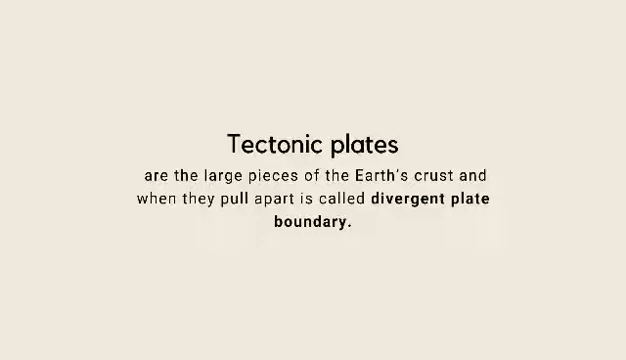 Tectonic plates
are the large pieces of the Earth's crust and
when they pull apart is called divergent plate
boundary.